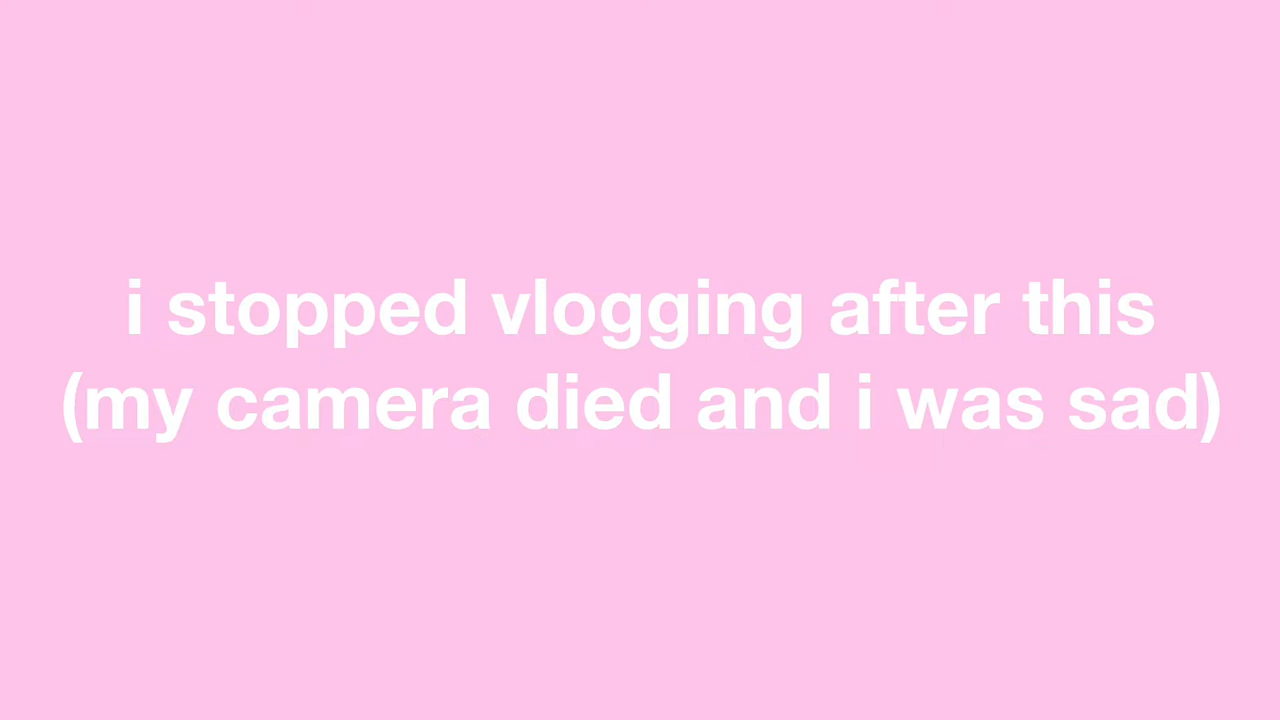 i stopped vlogging after this
(my camera died and i was sad)